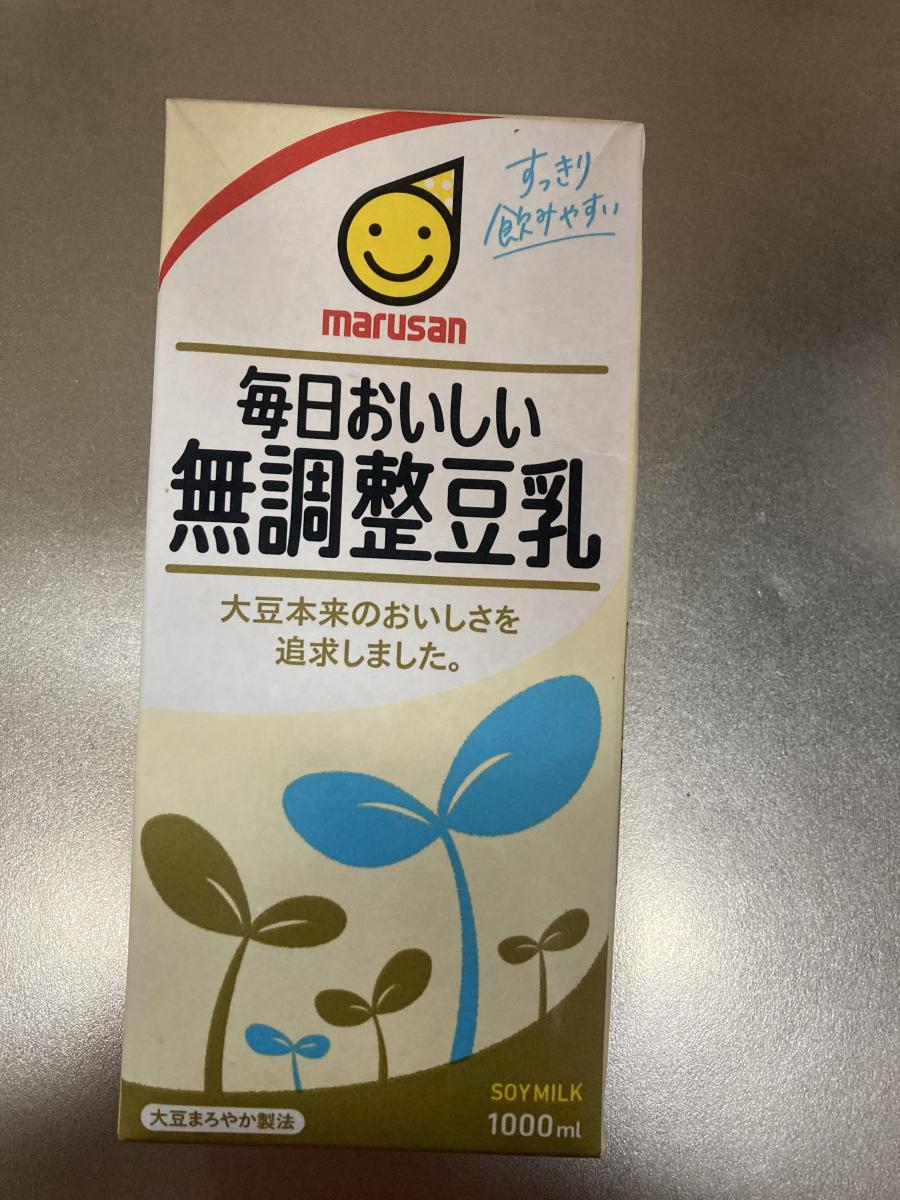 すっきり
飲みやすい
marusan
毎日おいしい
無調整豆乳
大豆本来のおいしさを
追求しました。
SOYMILK
大豆まろやか製法
1000ml